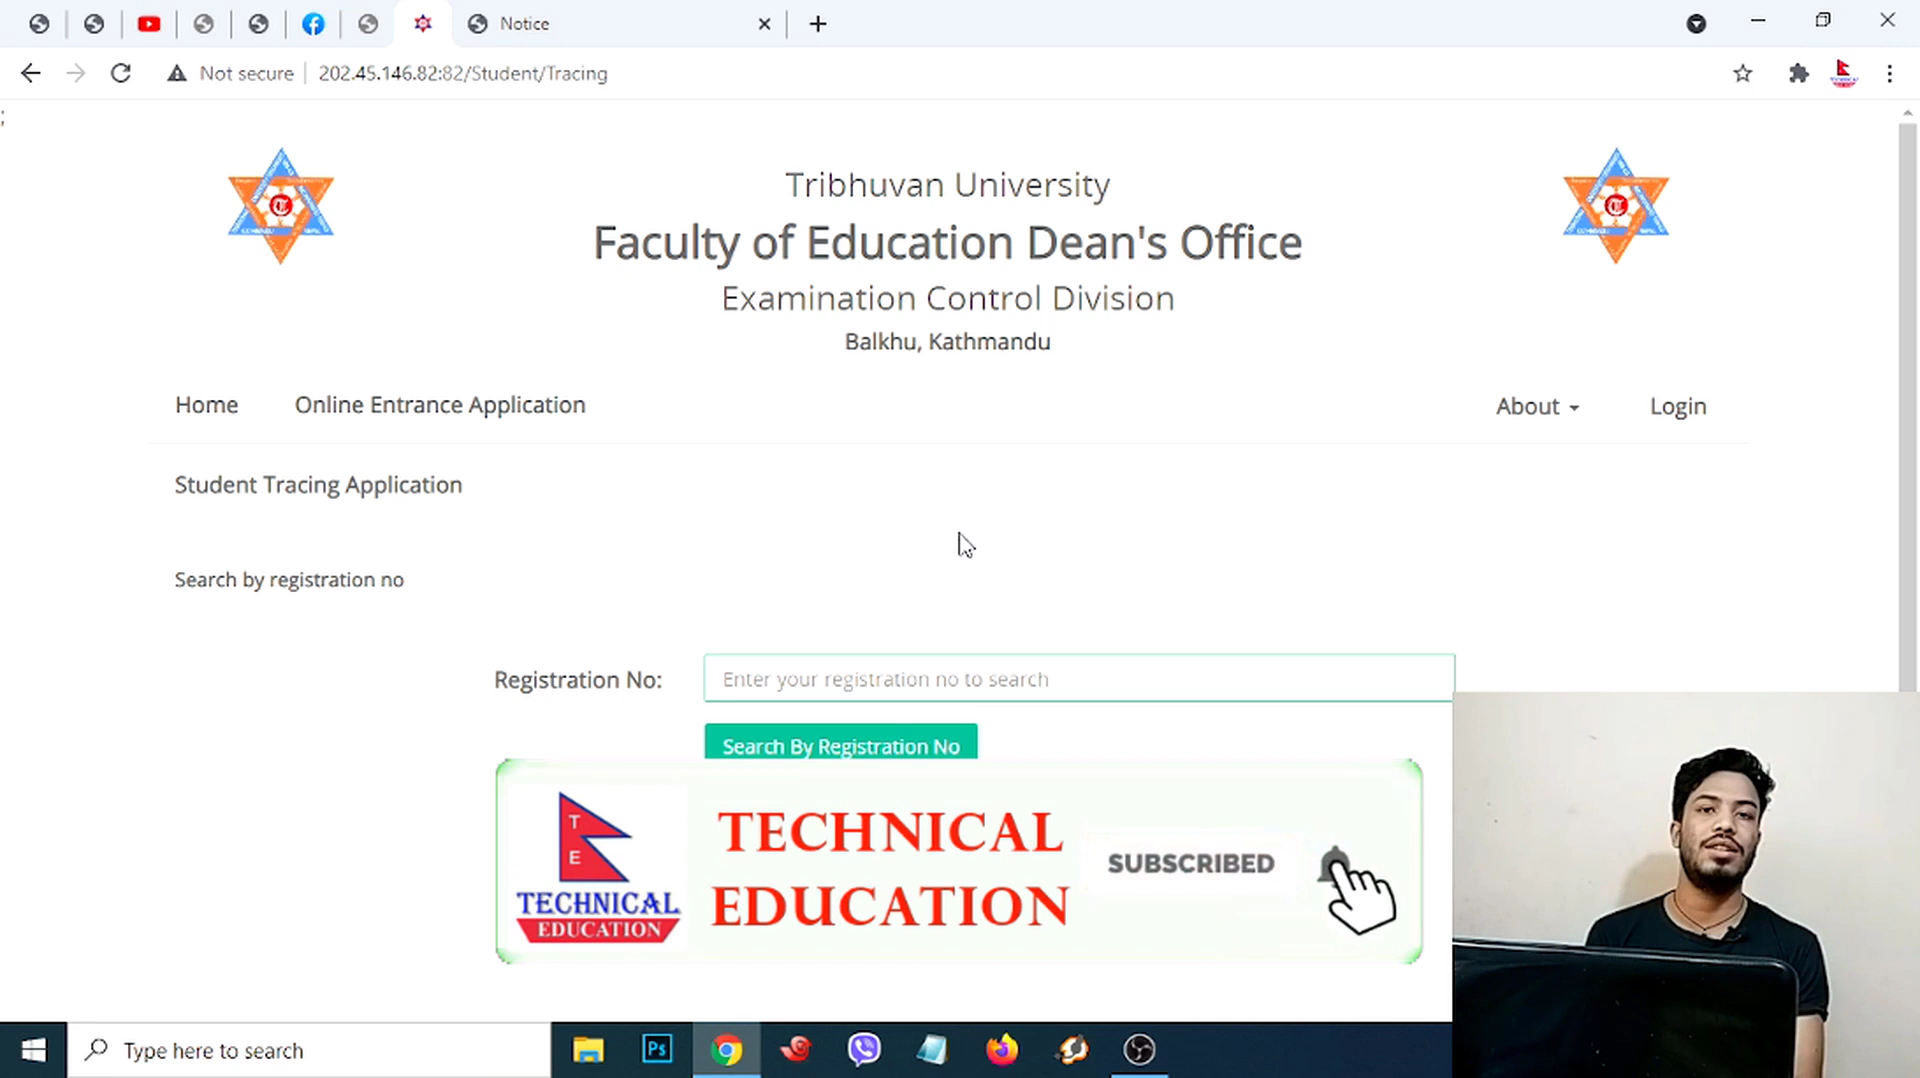 Notice
Not secure
202.45.146.82:82/Student/Tracing
;
Tribhuvan University
Faculty of Education Dean's Office
Examination Control Division
Balkhu, Kathmandu
Home
Online Entrance Application
About
Login
Student Tracing Application
Search by registration no
Registration No:
Enter your registration no to search
Search By Registration No
T
E
TECHNICAL
EDUCATION
TECHNICAL
EDUCATION
SUBSCRIBED
Type here to search
Ps